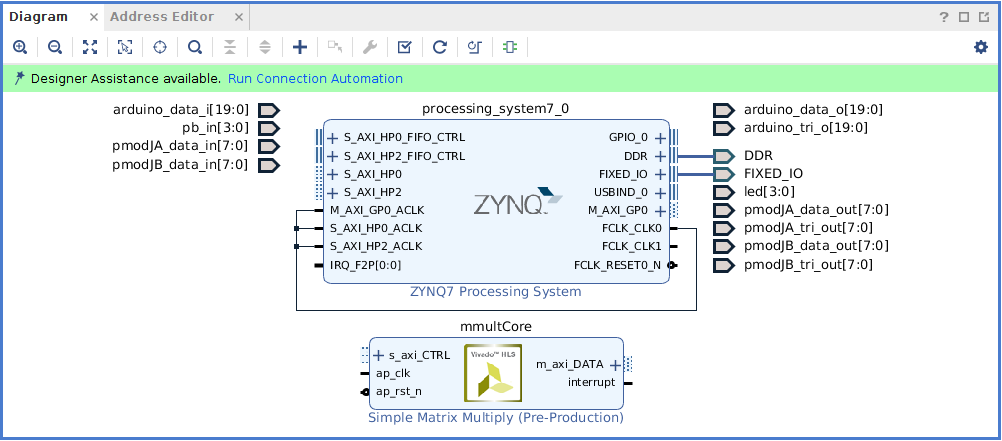 Diagram × Address Editor ×
? 
Designer Assistance available. Run Connection Automation
arduino_data_i[19:0]
pb_in[3:0]
pmodJA_data_in[7:0]
pmodJB_data_in[7:0]
processing_system7_0
S_AXI_HP0_FIFO_CTRL
S_AXI_HP2_FIFO_CTRL
S_AXI_HP0
S_AXI_HP2
M_AXI_GP0_ACLK
S_AXI_HP0_ACLK
S_AXI_HP2_ACLK
IRQ_F2P[0:0]
ZYNQ
GPIO_0
DDR
FIXED_IO
USBIND_0
M_AXI_GP0
FCLK_CLK0
FCLK_CLK1
FCLK_RESET0_N
ZYNQ7 Processing System
arduino_data_o[19:0]
arduino_tri_o[19:0]
DDR
FIXED_IO
led[3:0]
pmodJA_data_out[7:0]
pmodJA_tri_out[7:0]
pmodJB_data_out[7:0]
pmodJB_tri_out[7:0]
mmultCore
s_axi_CTRL
ap_clk
ap_rst_n
Vivado™ HLS
m_axi_DATA
interrupt
Simple Matrix Multiply (Pre-Production)